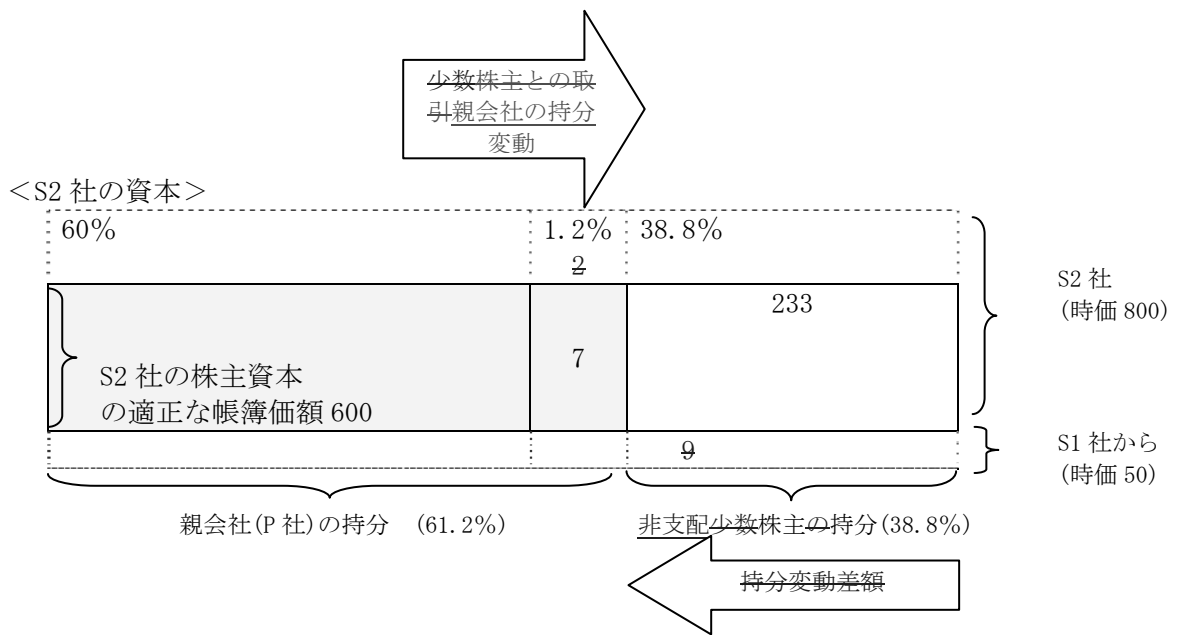 少数株主との取
引親会社の持分
変動
＜S2 社の資本＞
60%
1.2%
38.8%
2
233
S2 社
(時価 800)
7
S2 社の株主資本
の適正な帳簿価額 600
9
S1 社から
(時価 50)
親会社(P 社)の持分 (61.2%)
非支配少数株主の持分(38.8%)
持分変動差額